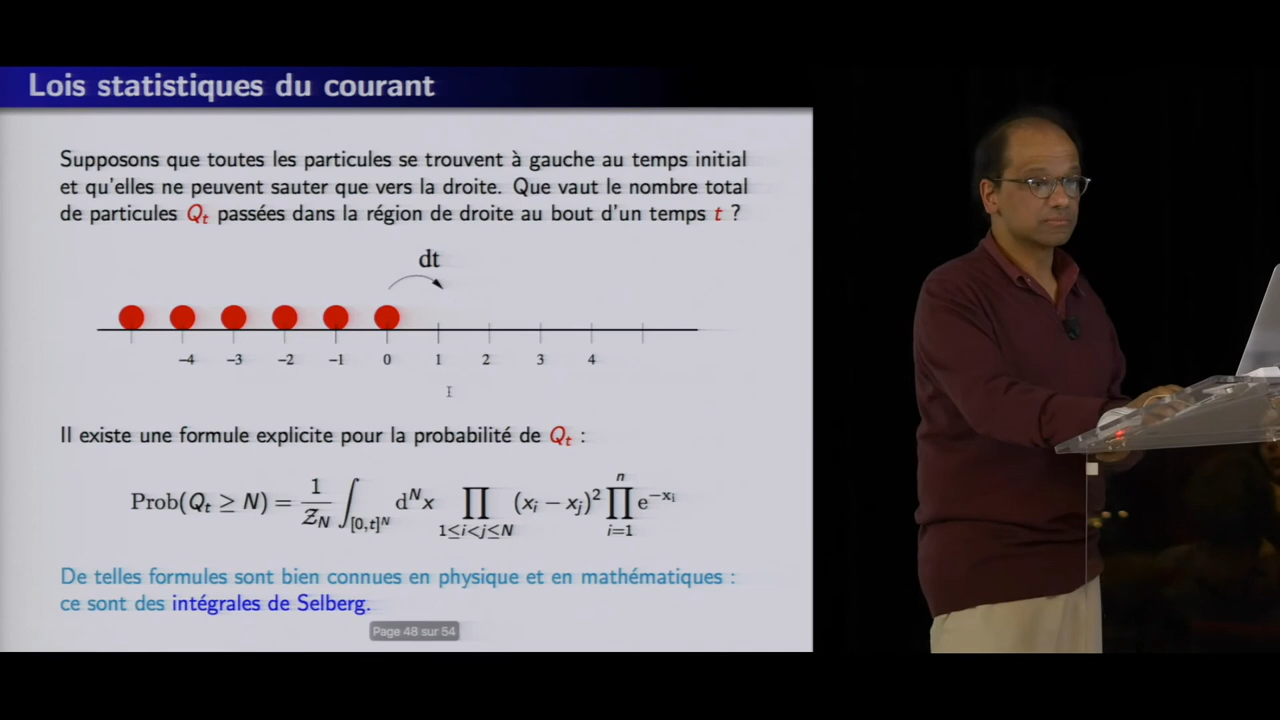 Lois statistiques du courant
Supposons que toutes les particules se trouvent à gauche au temps initial
et qu'elles ne peuvent sauter que vers la droite. Que vaut le nombre total
de particules Qₜ passées dans la région de droite au bout d'un temps t ?
dt
−4 −3 −2 −1 0 1 2 3 4
Il existe une formule explicite pour la probabilité de Qₜ :
Prob(Qₜ ≥ N) = 1/𝒵_N ∫_{[0,t]^N} d^N x ∏_{1≤i<j≤N} (x_i − x_j)² ∏_{i=1}^{n} e^{−x_i}
De telles formules sont bien connues en physique et en mathématiques :
ce sont des intégrales de Selberg.
Page 48 sur 54